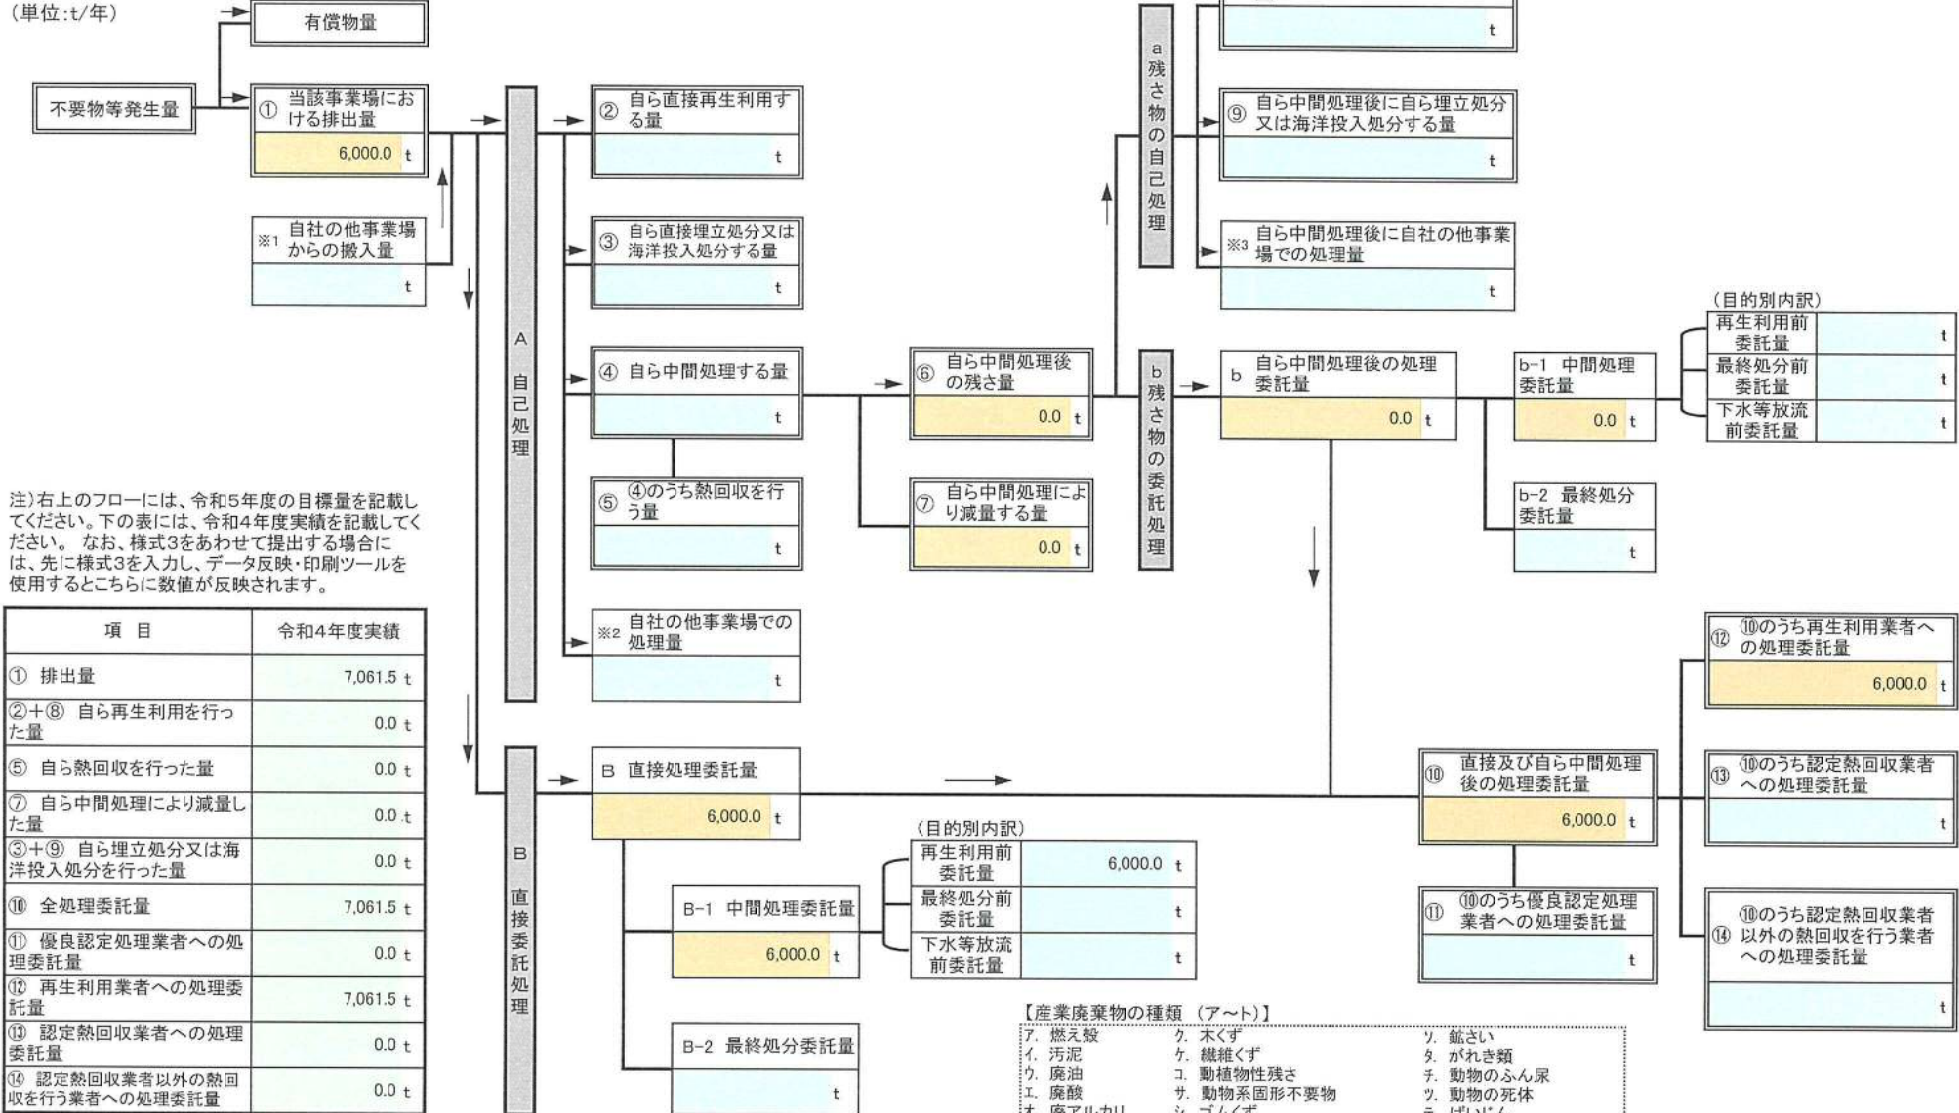 (単位:t/年)
有償物量
不要物等発生量
① 当該事業場にお
ける排出量
6,000.0 t
※1 自社の他事業場
からの搬入量
t
A 自己処理
② 自ら直接再生利用す
る量
t
③ 自ら直接埋立処分又は
海洋投入処分する量
t
④ 自ら中間処理する量
t
⑤ ④のうち熱回収を行
う量
t
※2 自社の他事業場での
処理量
t
⑥ 自ら中間処理後
の残さ量
0.0 t
⑦ 自ら中間処理によ
り減量する量
0.0 t
a 残さ物の自己処理
t
⑨ 自ら中間処理後に自ら埋立処分
又は海洋投入処分する量
t
※3 自ら中間処理後に自社の他事業
場での処理量
t
b 残さ物の委託処理
b 自ら中間処理後の処理
委託量
0.0 t
b-1 中間処理
委託量
0.0 t
(目的別内訳)
再生利用前
委託量
t
最終処分前
委託量
t
下水等放流
前委託量
t
b-2 最終処分
委託量
t
注)右上のフローには、令和5年度の目標量を記載し
てください。下の表には、令和4年度実績を記載してく
ださい。 なお、様式3をあわせて提出する場合に
は、先に様式3を入力し、データ反映・印刷ツールを
使用するとこちらに数値が反映されます。
項 目 令和4年度実績
① 排出量 7,061.5 t
②+⑧ 自ら再生利用を行っ
た量 0.0 t
⑤ 自ら熱回収を行った量 0.0 t
⑦ 自ら中間処理により減量し
た量 0.0 t
③+⑨ 自ら埋立処分又は海
洋投入処分を行った量 0.0 t
⑩ 全処理委託量 7,061.5 t
⑪ 優良認定処理業者への処
理委託量 0.0 t
⑫ 再生利用業者への処理委
託量 7,061.5 t
⑬ 認定熱回収業者への処理
委託量 0.0 t
⑭ 認定熱回収業者以外の熱回
収を行う業者への処理委託量 0.0 t
B 直接委託処理
B 直接処理委託量
6,000.0 t
B-1 中間処理委託量
6,000.0 t
(目的別内訳)
再生利用前
委託量
6,000.0 t
最終処分前
委託量
t
下水等放流
前委託量
t
B-2 最終処分委託量
t
⑩ 直接及び自ら中間処理
後の処理委託量
6,000.0 t
⑪ ⑩のうち優良認定処理
業者への処理委託量
t
⑫ ⑩のうち再生利用業者へ
の処理委託量
6,000.0 t
⑬ ⑩のうち認定熱回収業者
への処理委託量
t
⑭ ⑩のうち認定熱回収業者
以外の熱回収を行う業者
への処理委託量
t
【産業廃棄物の種類 (ア~ト)】
ア. 燃え殻 ク. 木くず ソ. 鉱さい
イ. 汚泥 ケ. 繊維くず タ. がれき類
ウ. 廃油 コ. 動植物性残さ チ. 動物のふん尿
エ. 廃酸 サ. 動物系固形不要物 ツ. 動物の死体
オ. 廃アルカリ シ. ゴムくず テ. ばいじん